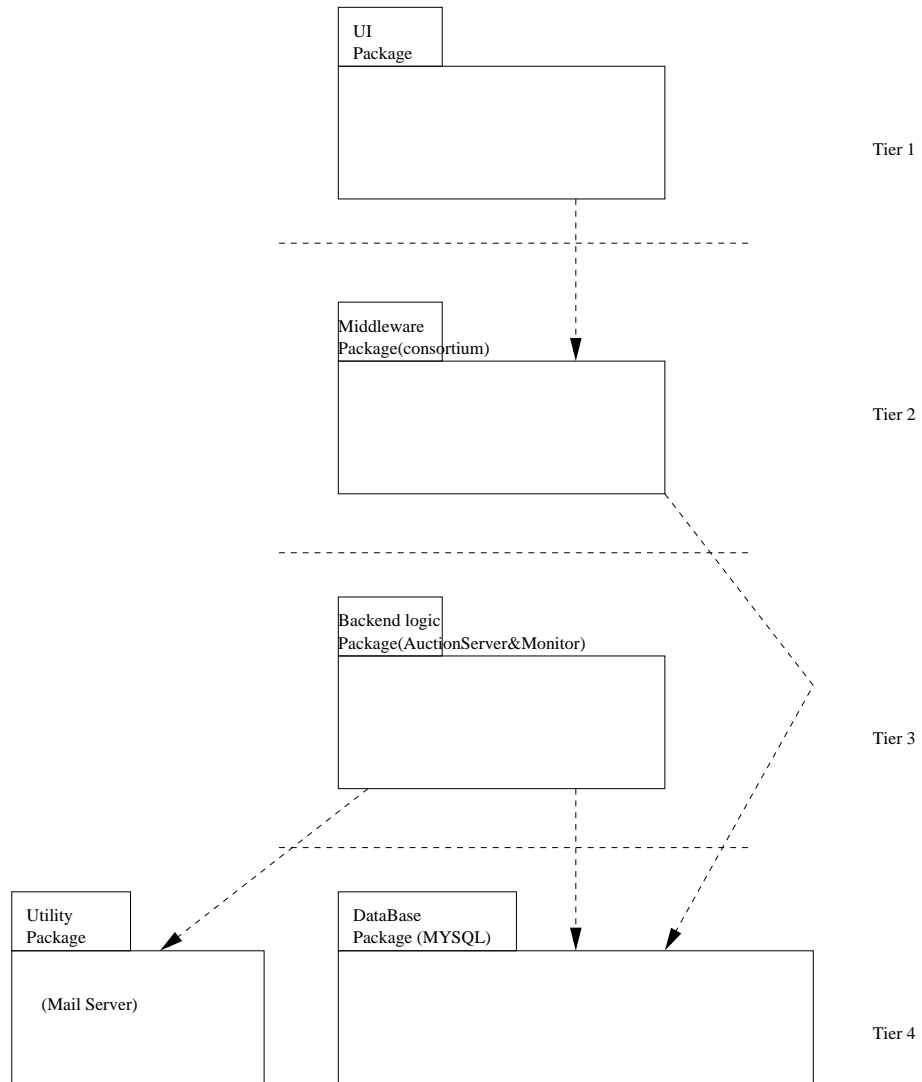 UI
Package
Tier 1
Middleware
Package(consortium)
Tier 2
Backend logic
Package(AuctionServer&Monitor)
Tier 3
Utility
Package
(Mail Server)
DataBase
Package (MYSQL)
Tier 4